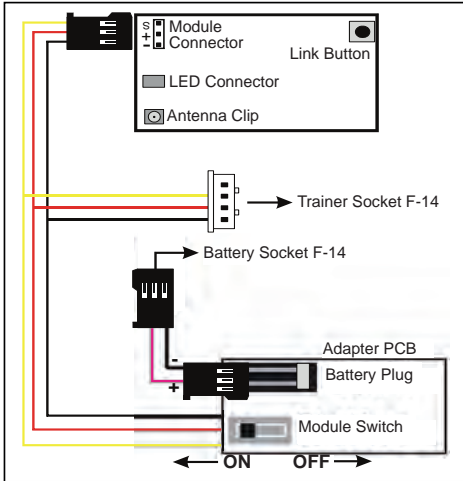 S
+
-
Module
Connector
Link Button
LED Connector
Antenna Clip
Trainer Socket F-14
Battery Socket F-14
Adapter PCB
-
+
Battery Plug
Module Switch
ON OFF